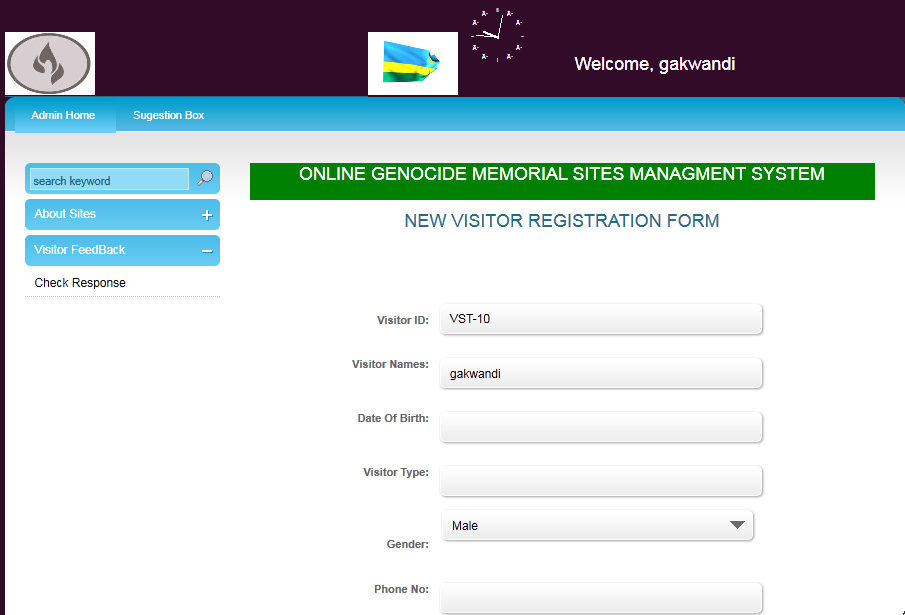 Welcome, gakwandi
Admin Home
Sugestion Box
search keyword
About Sites
Visitor FeedBack
Check Response
ONLINE GENOCIDE MEMORIAL SITES MANAGMENT SYSTEM
NEW VISITOR REGISTRATION FORM
Visitor ID: VST-10
Visitor Names: gakwandi
Date Of Birth:
Visitor Type:
Gender: Male
Phone No: